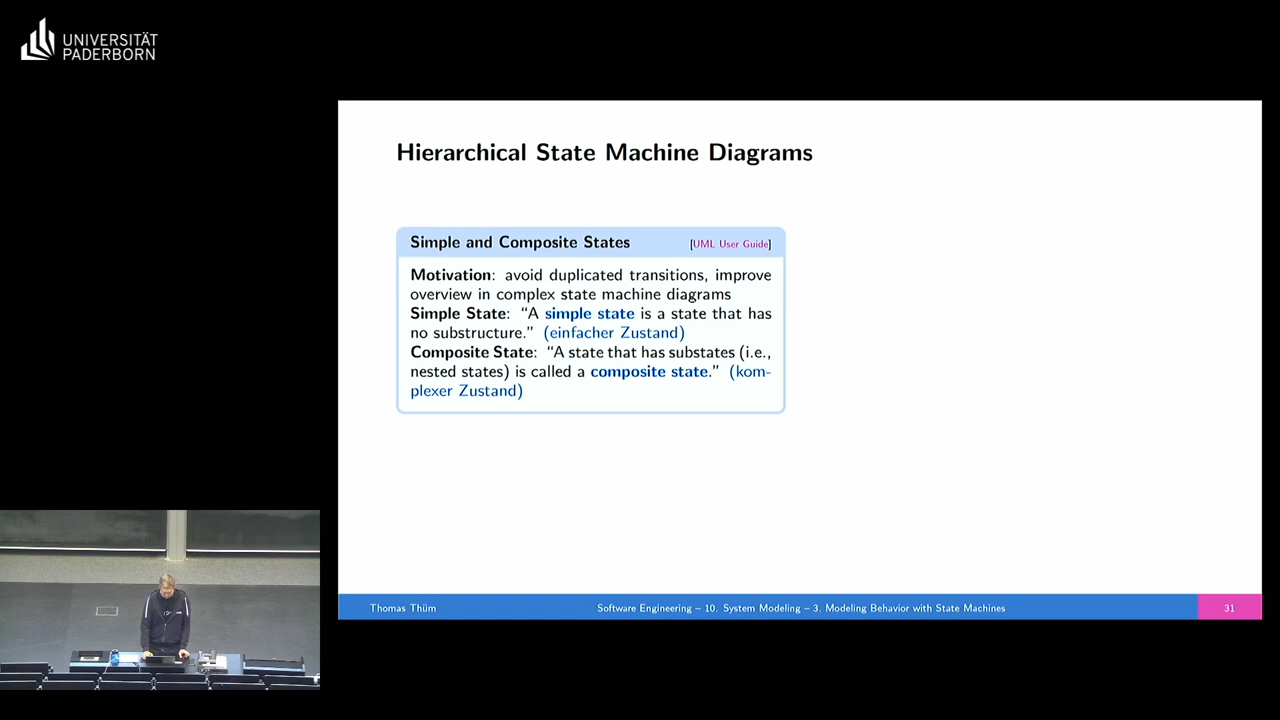 UNIVERSITÄT
PADERBORN
Hierarchical State Machine Diagrams
Simple and Composite States [UML User Guide]
Motivation: avoid duplicated transitions, improve
overview in complex state machine diagrams
Simple State: “A simple state is a state that has
no substructure.” (einfacher Zustand)
Composite State: “A state that has substates (i.e.,
nested states) is called a composite state.” (kom-
plexer Zustand)
Thomas Thüm Software Engineering – 10. System Modeling – 3. Modeling Behavior with State Machines 31